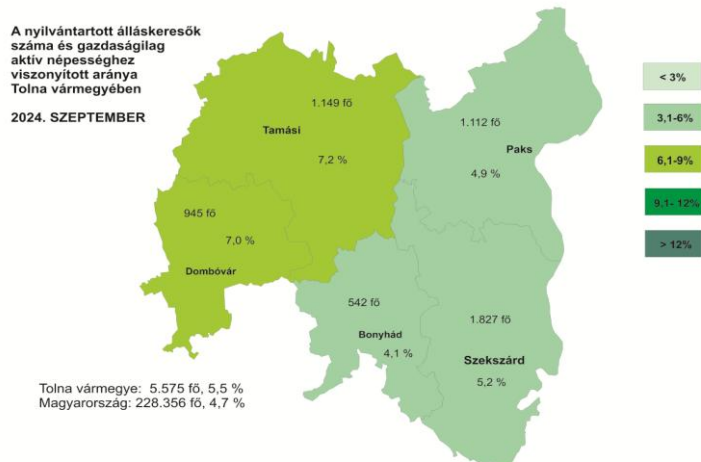 A nyilvántartott álláskeresők
száma és gazdaságilag
aktív népességhez
viszonyított aránya
Tolna vármegyében
2024. SZEPTEMBER
1.149 fő
Tamási
7,2 %
1.112 fő
Paks
4,9 %
945 fő
7,0 %
Dombóvár
542 fő
Bonyhád
4,1 %
1.827 fő
Szekszárd
5,2 %
< 3%
3,1-6%
6,1-9%
9,1- 12%
> 12%
Tolna vármegye: 5.575 fő, 5,5 %
Magyarország: 228.356 fő, 4,7 %